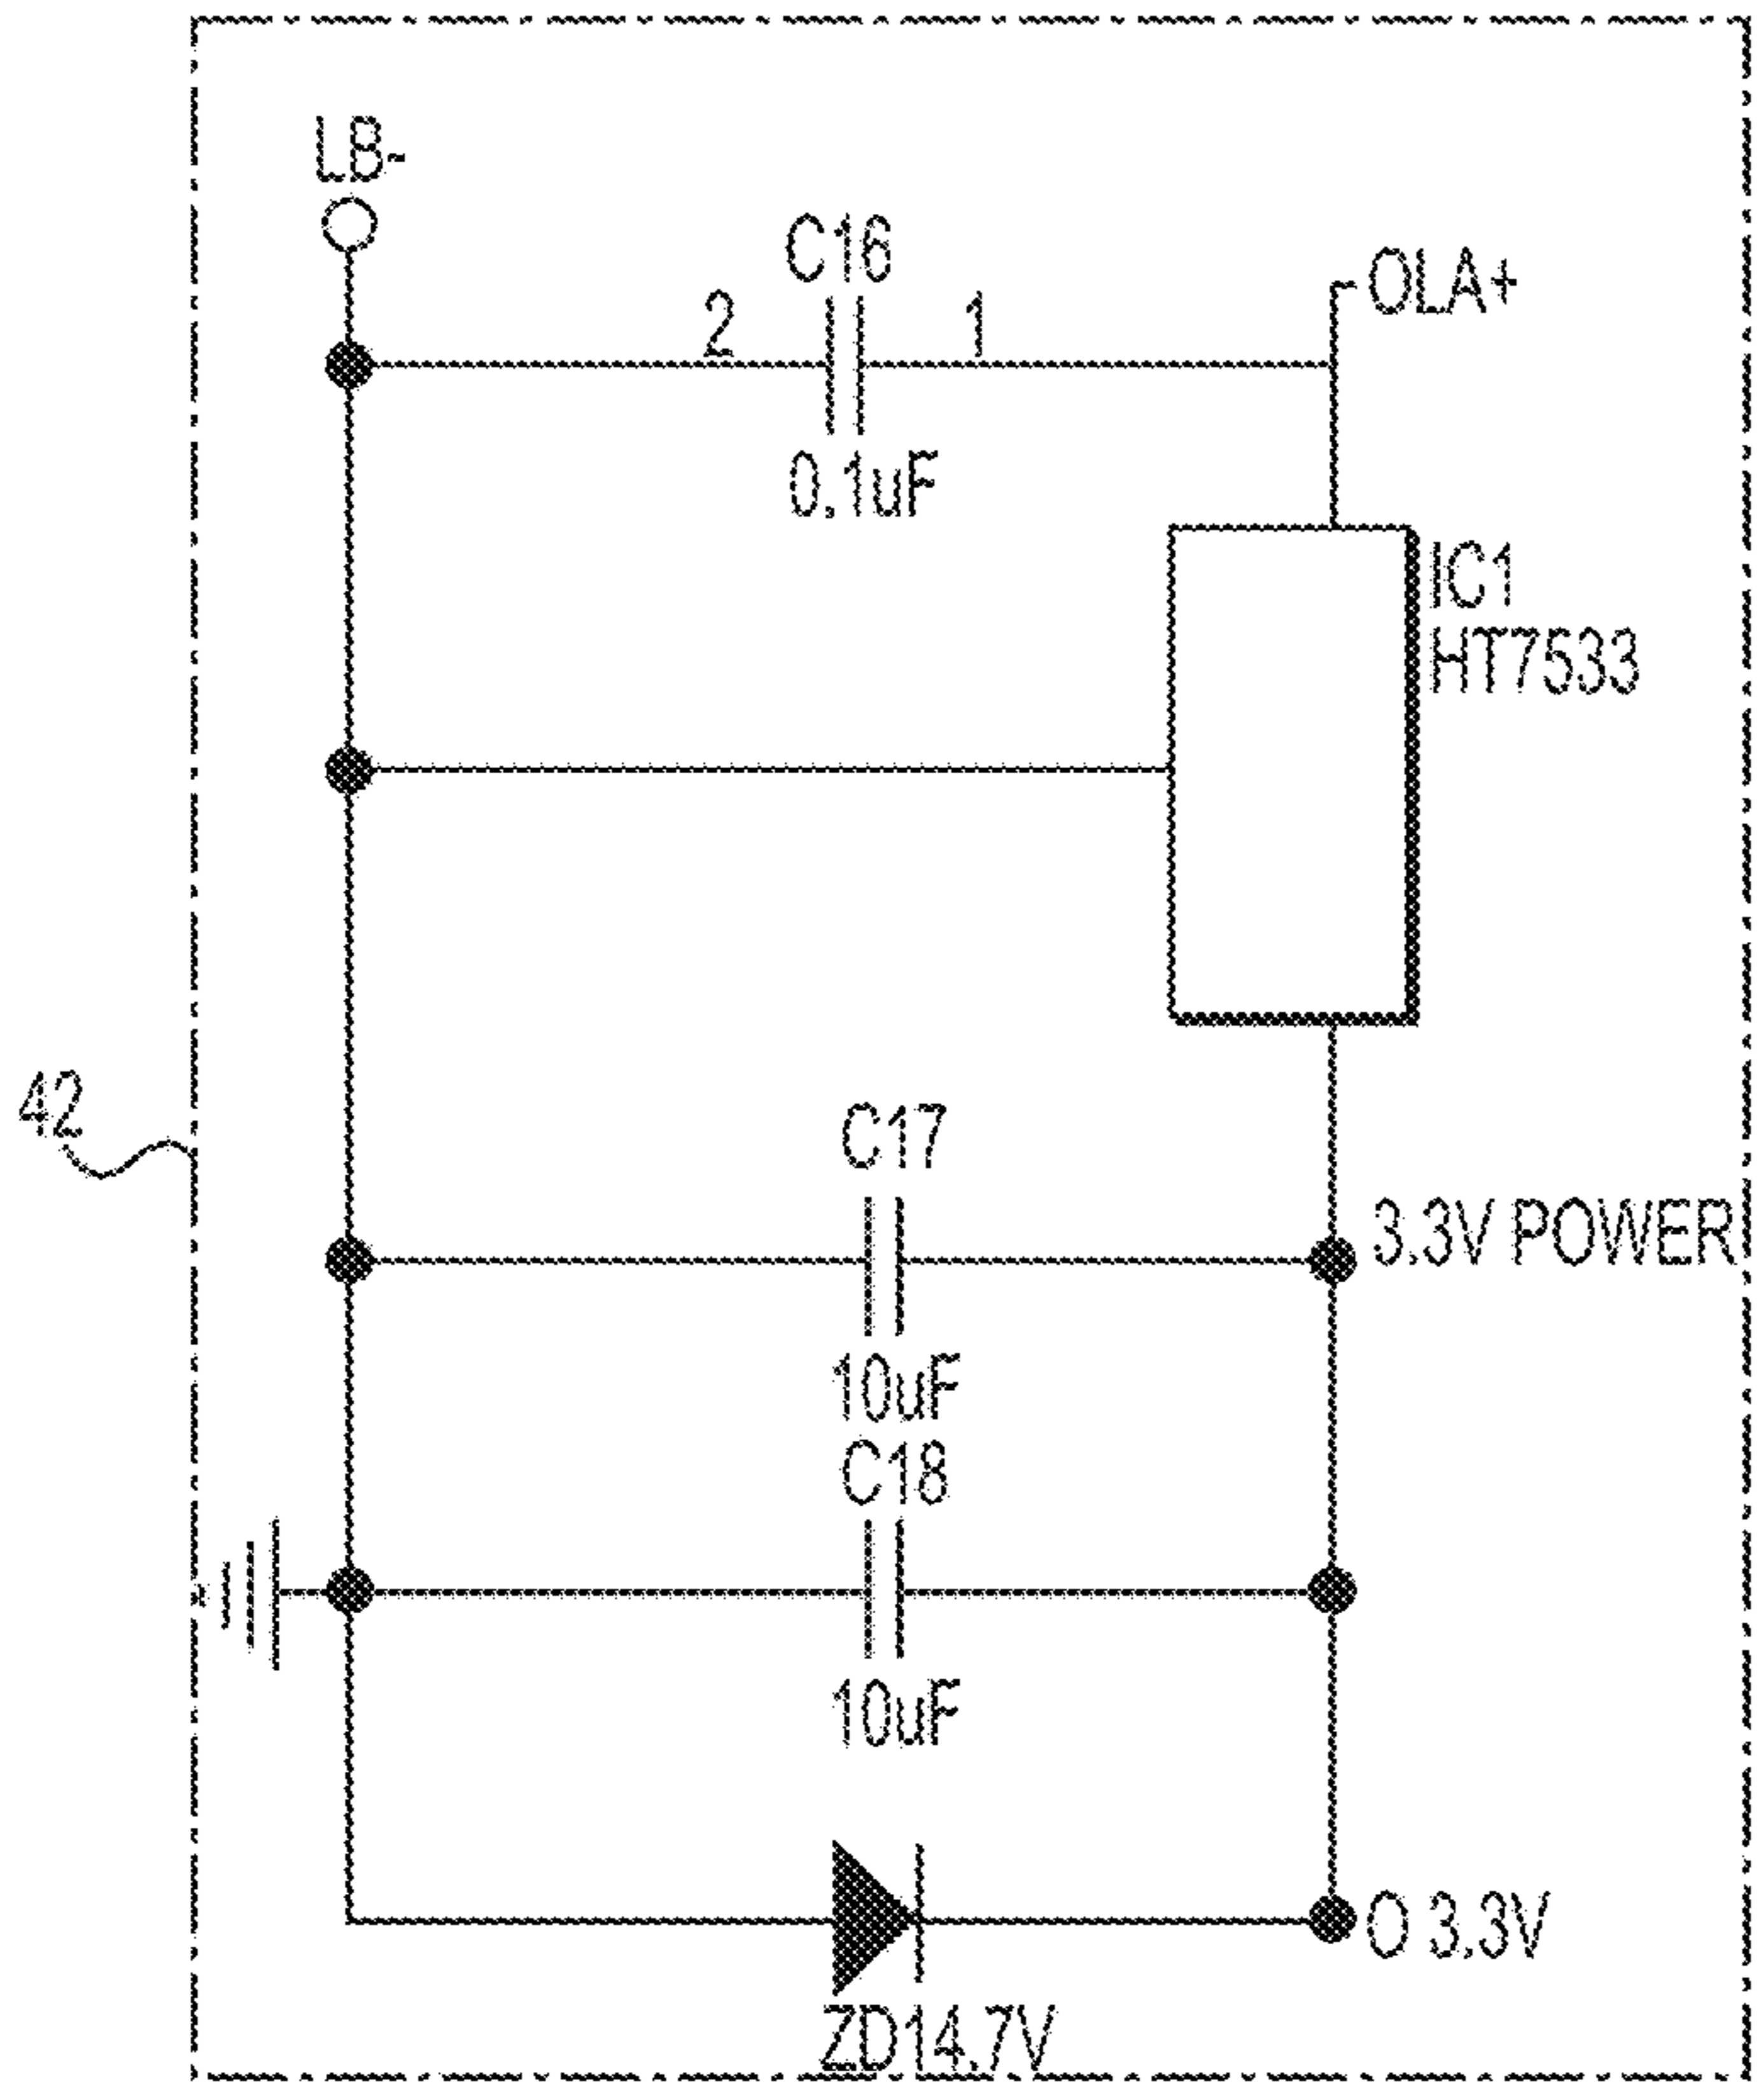 LB-
C16
OLA+
2
1
0.1uF
IC1
HT7533
42
C17
3.3V POWER
10uF
C18
10uF
O 3.3V
ZD14.7V